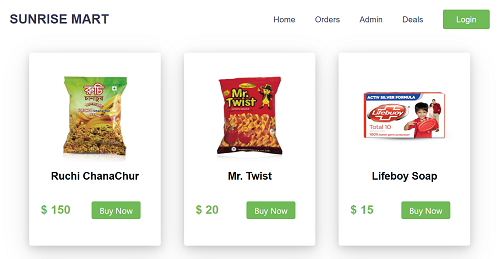 SUNRISE MART
Home Orders Admin Deals Login
রুচি
চানাচুর
Mr.
Twist
ACTIV SILVER FORMULA
Lifebuoy
Total 10
Ruchi ChanaChur Mr. Twist Lifeboy Soap
$ 150 Buy Now $ 20 Buy Now $ 15 Buy Now